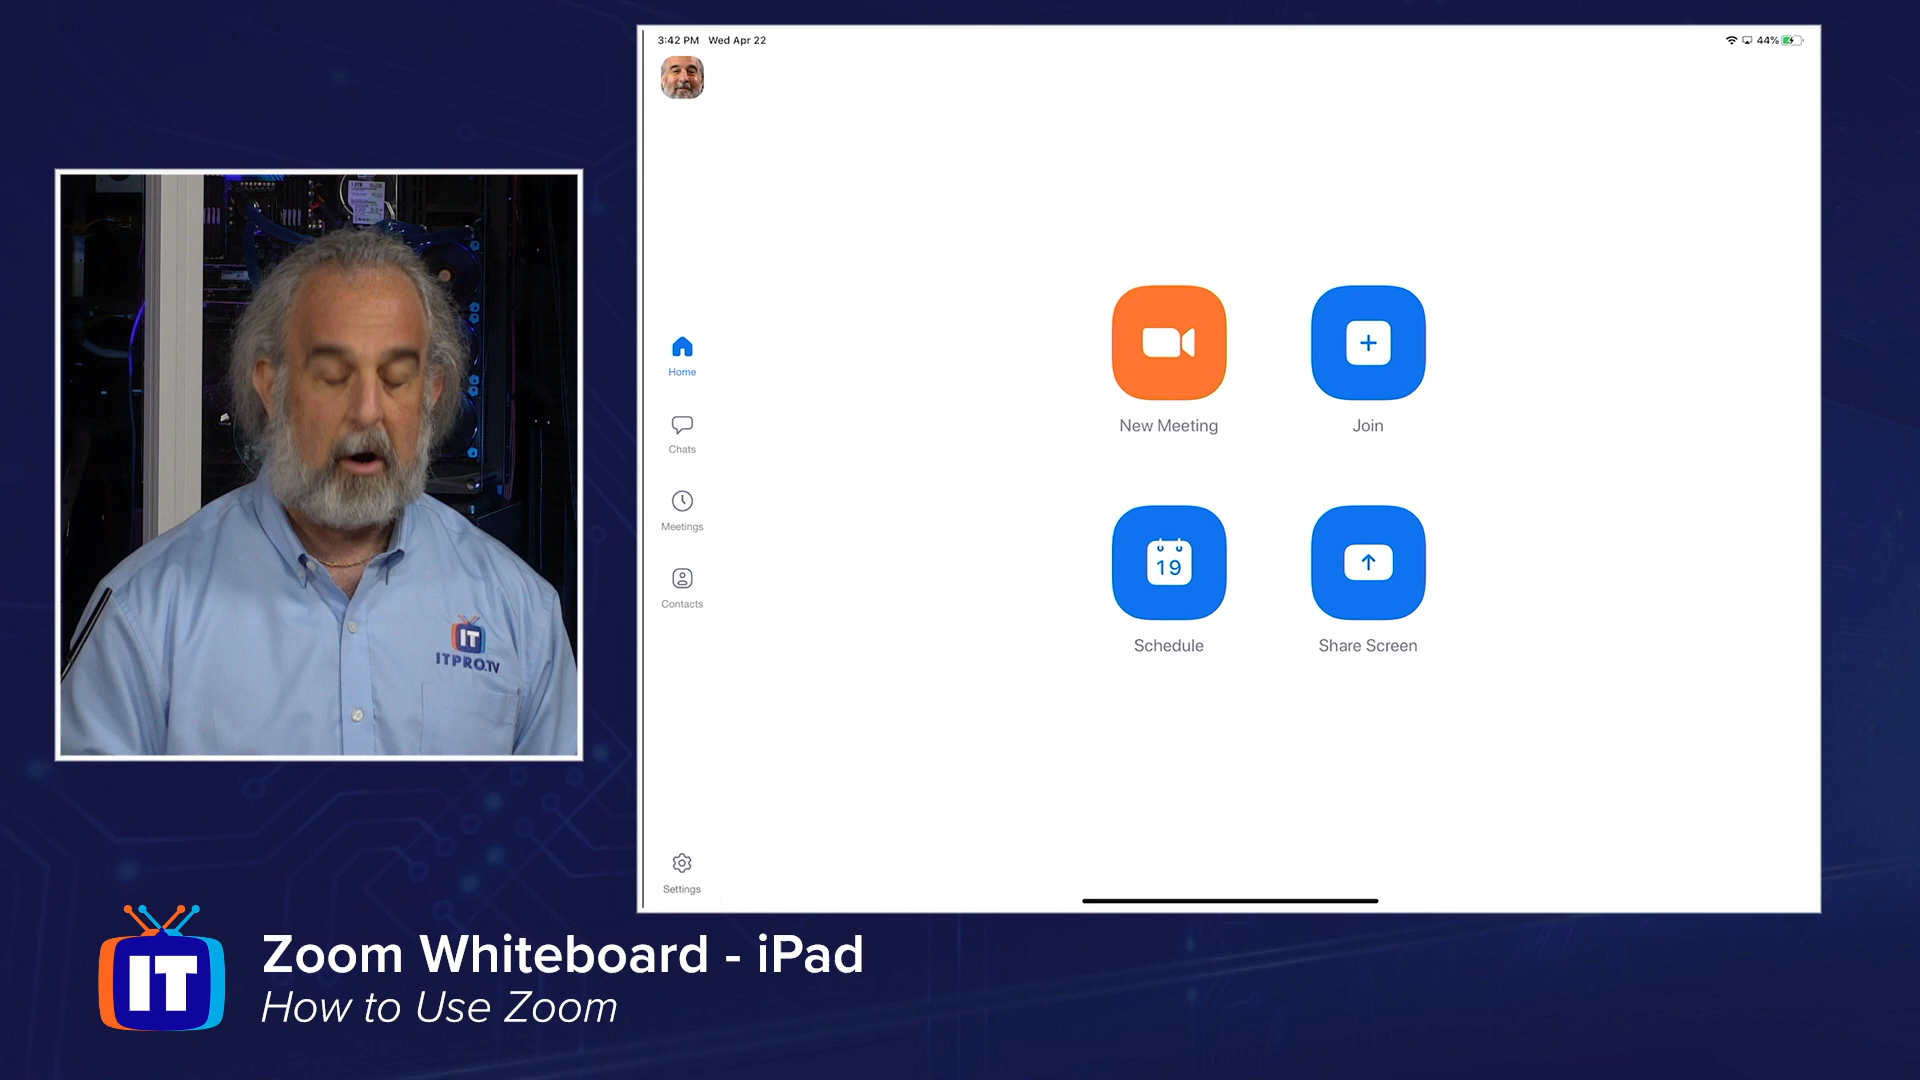 3:42 PM Wed Apr 22
44%
Home
Chats
Meetings
Contacts
Settings
New Meeting
Join
19
Schedule
Share Screen
IT
ITPRO.TV
IT
Zoom Whiteboard - iPad
How to Use Zoom